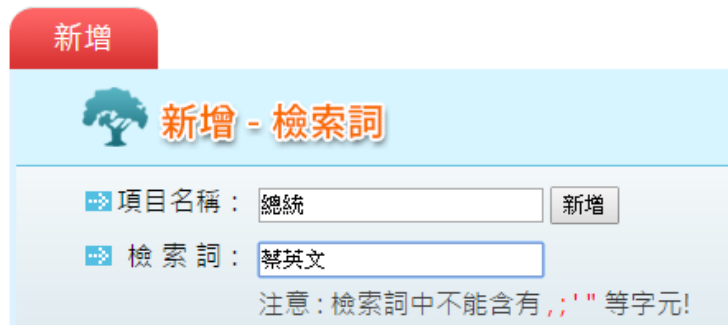 新增
新增 - 檢索詞
項目名稱： 總統 新增
檢索詞： 蔡英文
注意：檢索詞中不能含有 , ; ' " 等字元!